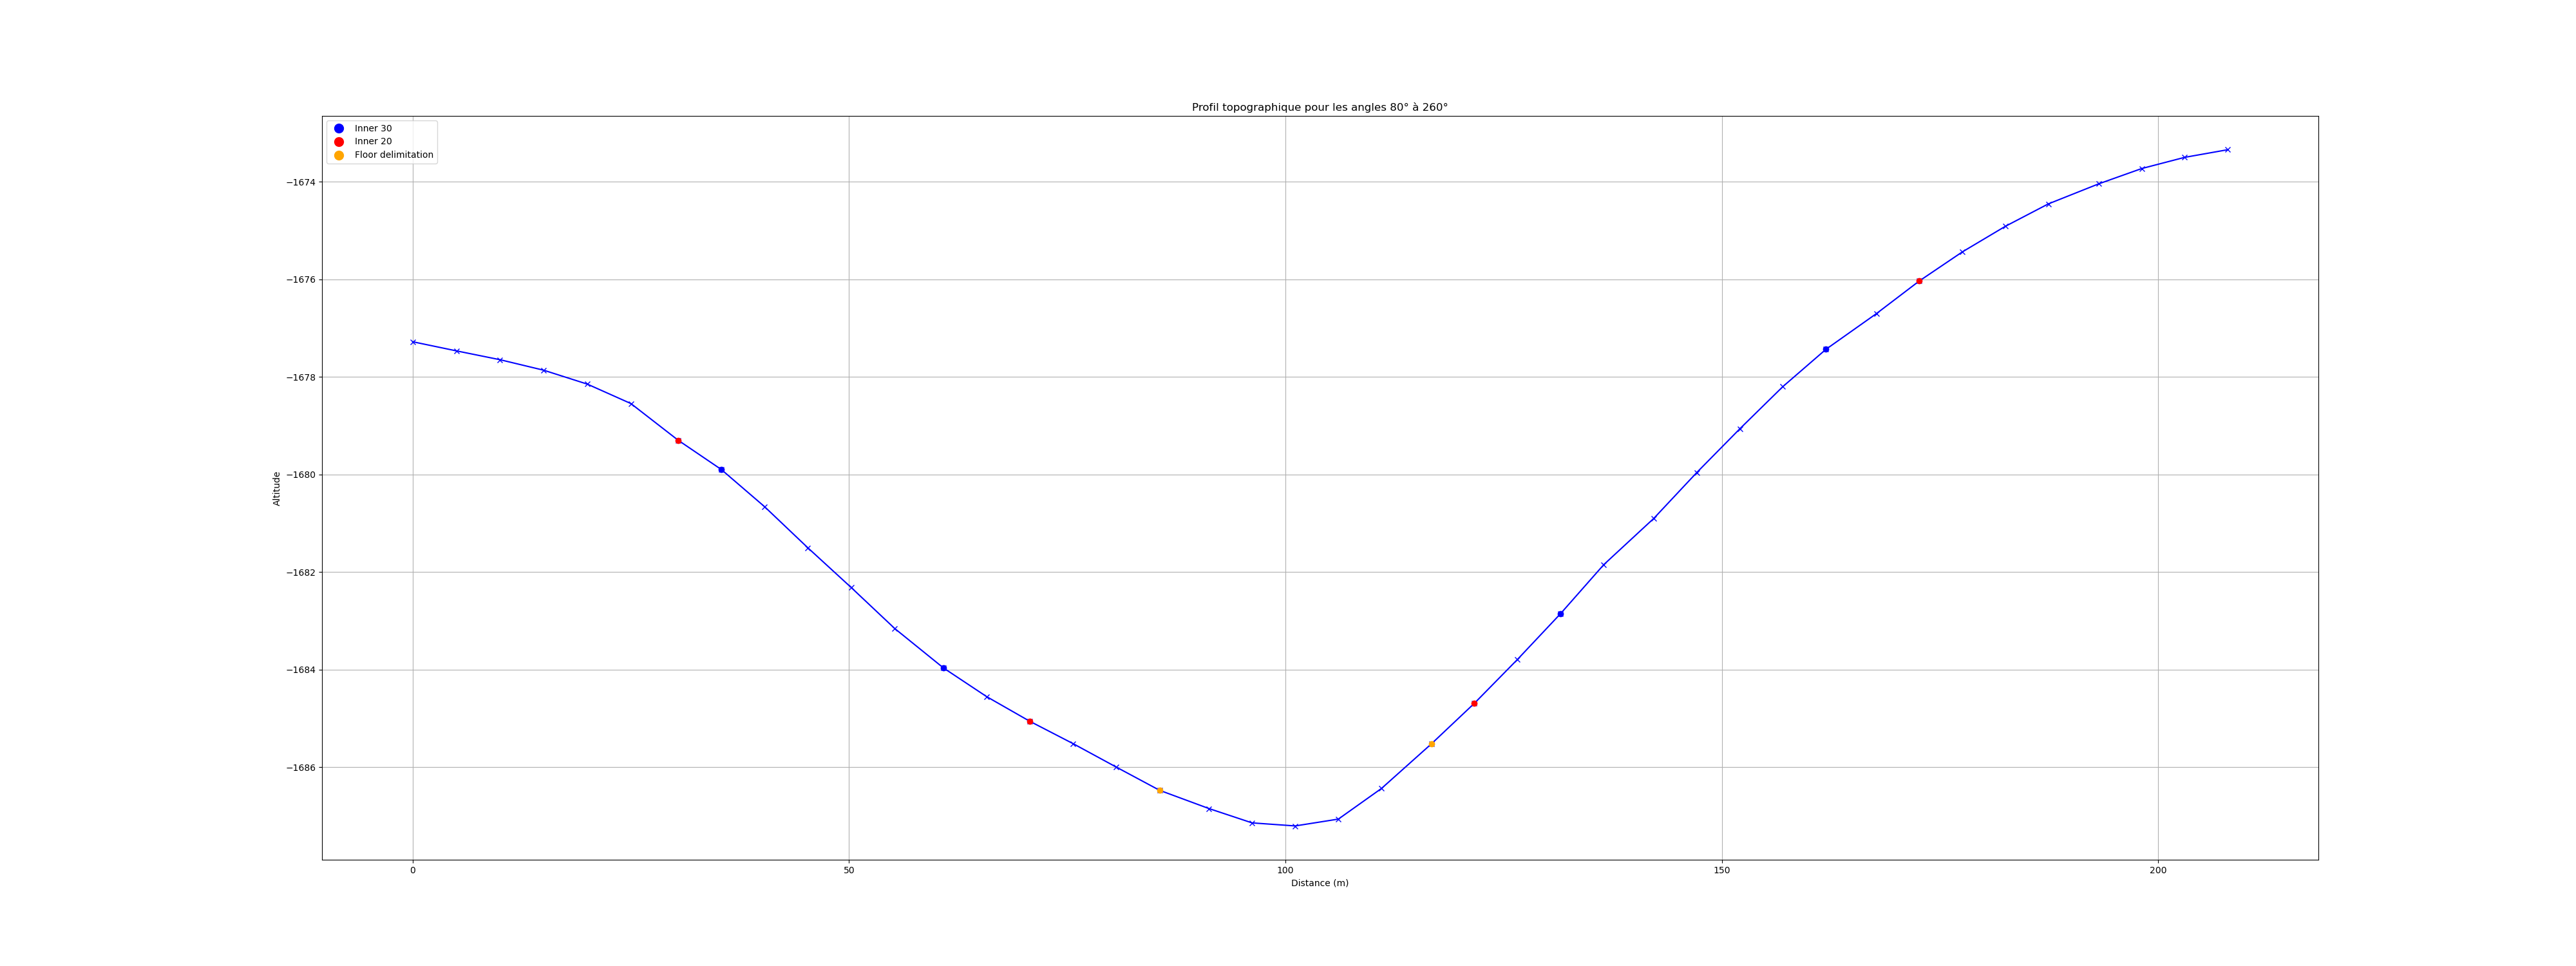 Profil topographique pour les angles 80° à 260°
Inner 30
Inner 20
Floor delimitation
Altitude
−1674
−1676
−1678
−1680
−1682
−1684
−1686
0 50 100 150 200
Distance (m)